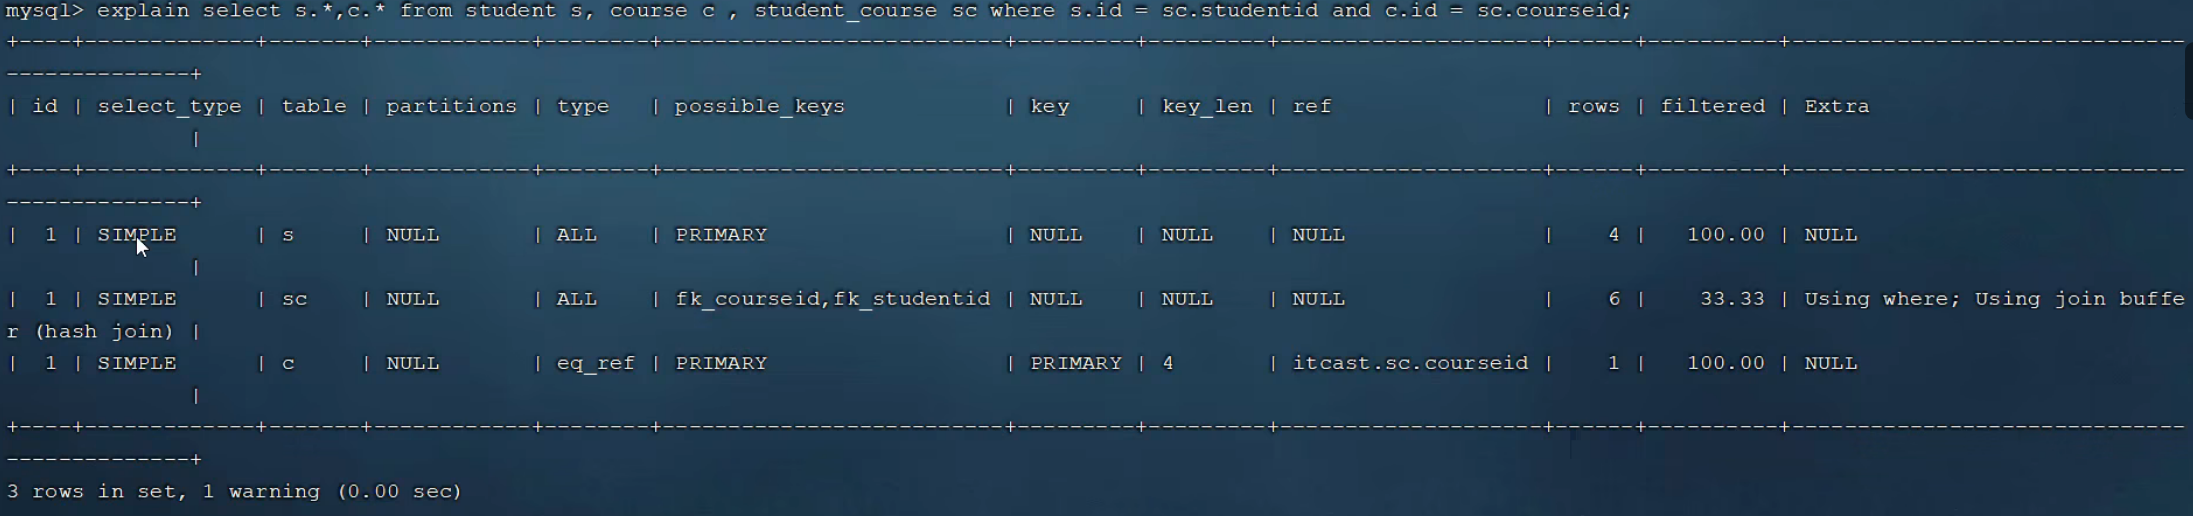 mysql> explain select s.*,c.* from student s, course c , student_course sc where s.id = sc.studentid and c.id = sc.courseid;
+----+-------------+-------+------------+--------+---------------------------+---------+---------+--------------------+------+----------+------------------------------
--------------+
| id | select_type | table | partitions | type   | possible_keys             | key     | key_len | ref                | rows | filtered | Extra
              |
+----+-------------+-------+------------+--------+---------------------------+---------+---------+--------------------+------+----------+------------------------------
--------------+
|  1 | SIMPLE      | s     | NULL       | ALL    | PRIMARY                   | NULL    | NULL    | NULL               |    4 |   100.00 | NULL
              |
|  1 | SIMPLE      | sc    | NULL       | ALL    | fk_courseid,fk_studentid | NULL    | NULL    | NULL               |    6 |    33.33 | Using where; Using join buffe
r (hash join) |
|  1 | SIMPLE      | c     | NULL       | eq_ref | PRIMARY                   | PRIMARY | 4       | itcast.sc.courseid |    1 |   100.00 | NULL
              |
+----+-------------+-------+------------+--------+---------------------------+---------+---------+--------------------+------+----------+------------------------------
--------------+
3 rows in set, 1 warning (0.00 sec)